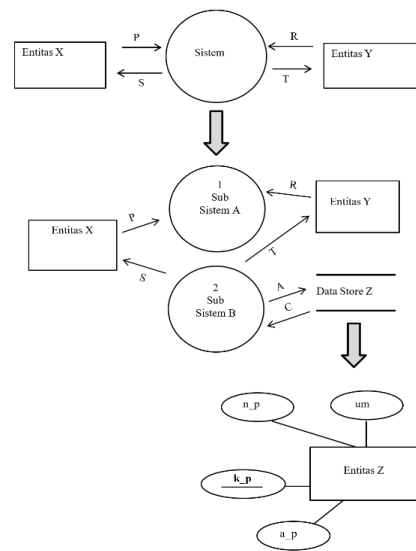 Entitas X
P
S
Sistem
R
T
Entitas Y
1
Sub
Sistem A
R
Entitas Y
Entitas X
P
S
T
2
Sub
Sistem B
A
C
Data Store Z
n_p
um
k_p
Entitas Z
a_p